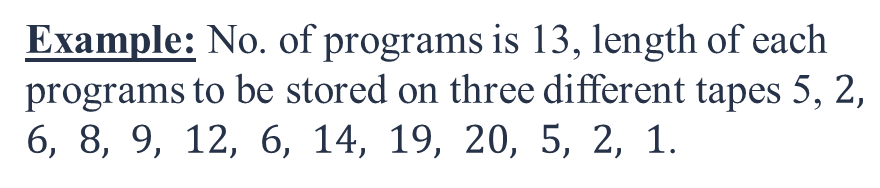 Example: No. of programs is 13, length of each
programs to be stored on three different tapes 5, 2,
6, 8, 9, 12, 6, 14, 19, 20, 5, 2, 1.